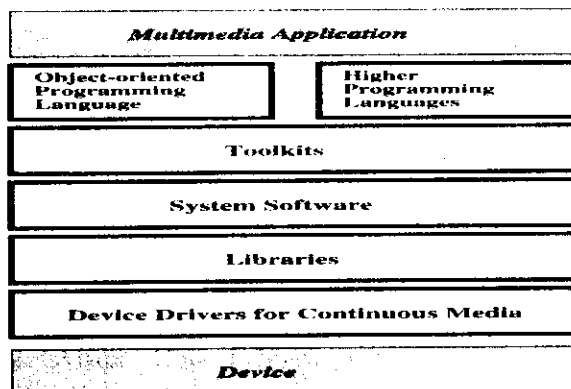 Multimedia Application
Object-oriented
Programming
Language
Higher
Programming
Languages
Toolkits
System Software
Libraries
Device Drivers for Continuous Media
Device